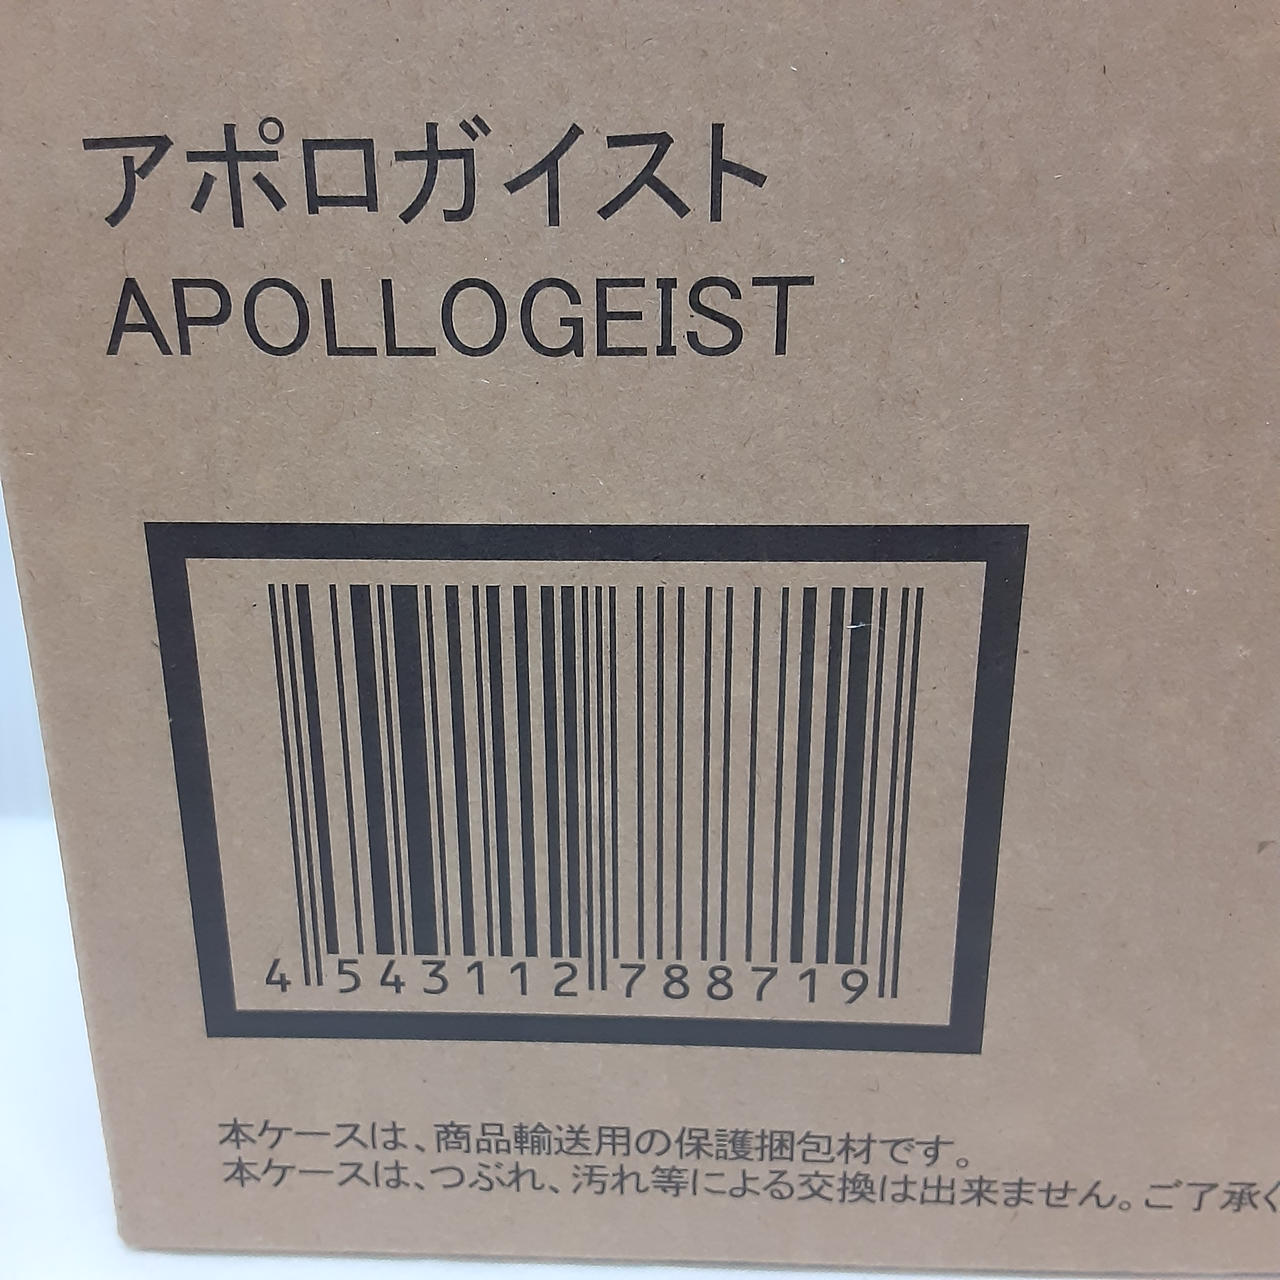 アポロガイスト
APOLLOGEIST
4 543112 788719
本ケースは、商品輸送用の保護梱包材です。
本ケースは、つぶれ、汚れ等による交換は出来ません。ご了承く